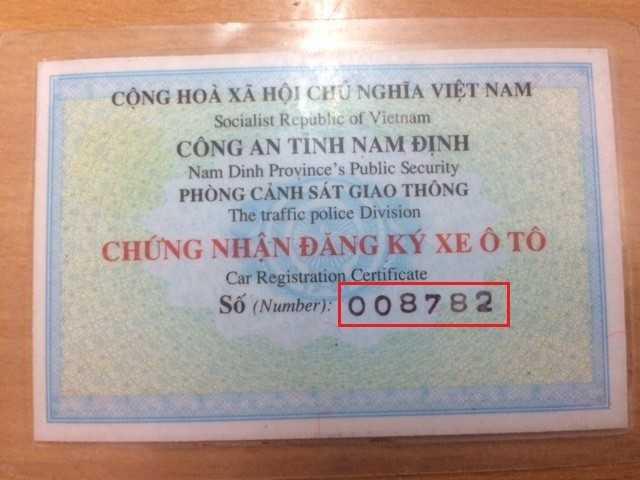 CỘNG HOÀ XÃ HỘI CHỦ NGHĨA VIỆT NAM
Socialist Republic of Vietnam
CÔNG AN TỈNH NAM ĐỊNH
Nam Dinh Province's Public Security
PHÒNG CẢNH SÁT GIAO THÔNG
The traffic police Division
CHỨNG NHẬN ĐĂNG KÝ XE Ô TÔ
Car Registration Certificate
Số (Number): 008782